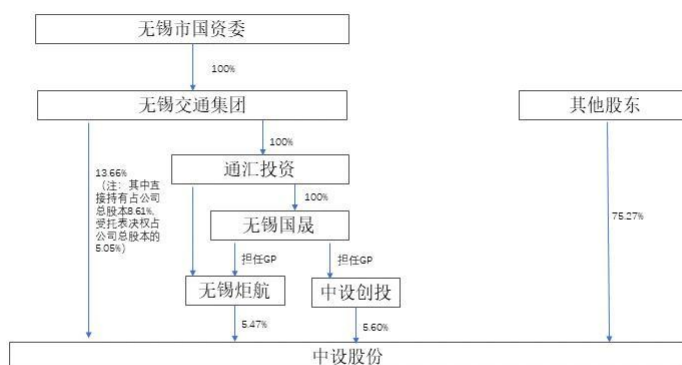 无锡市国资委
100%
无锡交通集团
其他股东
100%
13.66%
（注：其中直
接持有占公司
总股本8.61%,
受托表决权占
公司总股本的
5.05%）
通汇投资
100%
75.27%
无锡国晟
担任GP
担任GP
无锡炬航
中设创投
5.47%
5.60%
中设股份